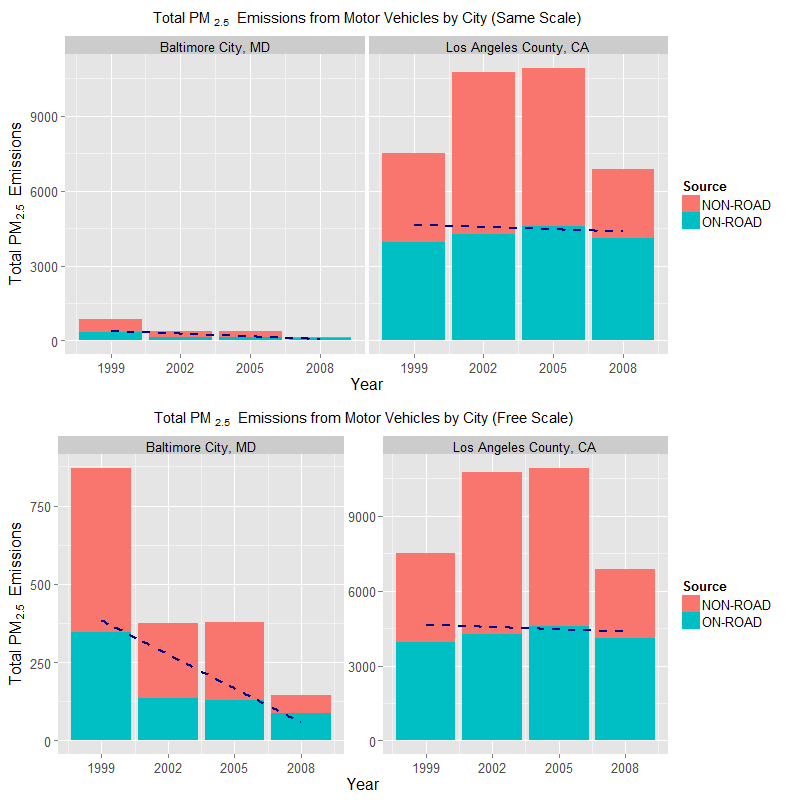 Total PM 2.5 Emissions from Motor Vehicles by City (Same Scale)
Baltimore City, MD
Los Angeles County, CA
Total PM2.5 Emissions
9000
6000
3000
0
1999 2002 2005 2008
1999 2002 2005 2008
Year
Source
NON-ROAD
ON-ROAD
Total PM 2.5 Emissions from Motor Vehicles by City (Free Scale)
Baltimore City, MD
Los Angeles County, CA
Total PM2.5 Emissions
750
500
250
0
9000
6000
3000
0
1999 2002 2005 2008
1999 2002 2005 2008
Year
Source
NON-ROAD
ON-ROAD